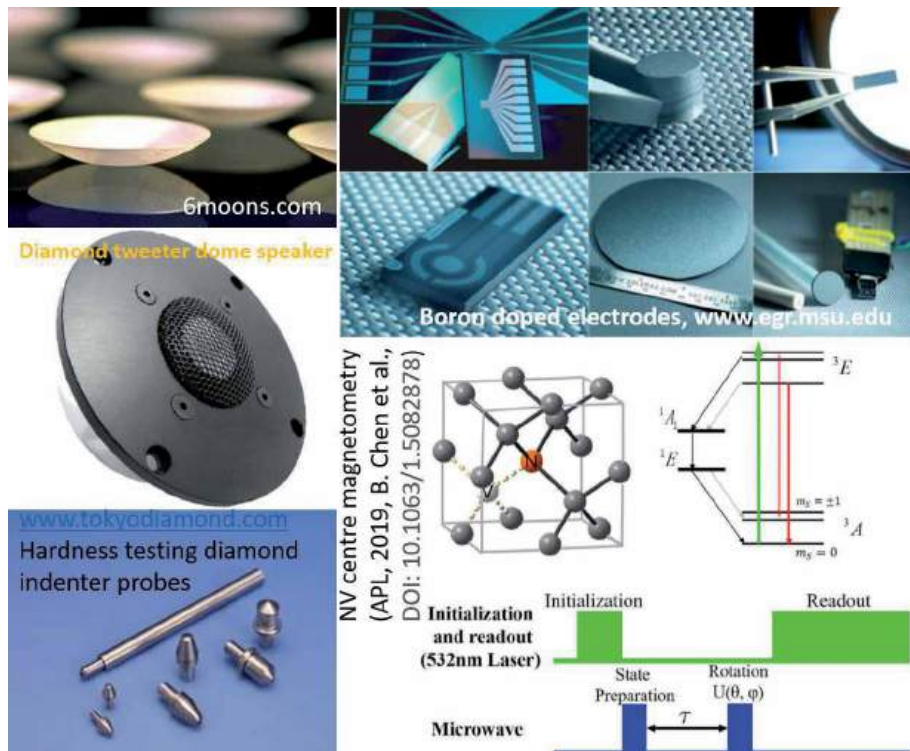 6moons.com
Diamond tweeter dome speaker
Boron doped electrodes, www.egr.msu.edu
www.tokyodiamond.com
Hardness testing diamond
indenter probes
NV centre magnetometry
(APL, 2019, B. Chen et al.,
DOI: 10.1063/1.5082878)
N
V
³E
¹A₁
¹E
mₛ = ±1
³A
mₛ = 0
Initialization
Readout
Initialization
and readout
(532nm Laser)
State
Preparation
Rotation
U(θ, φ)
τ
Microwave